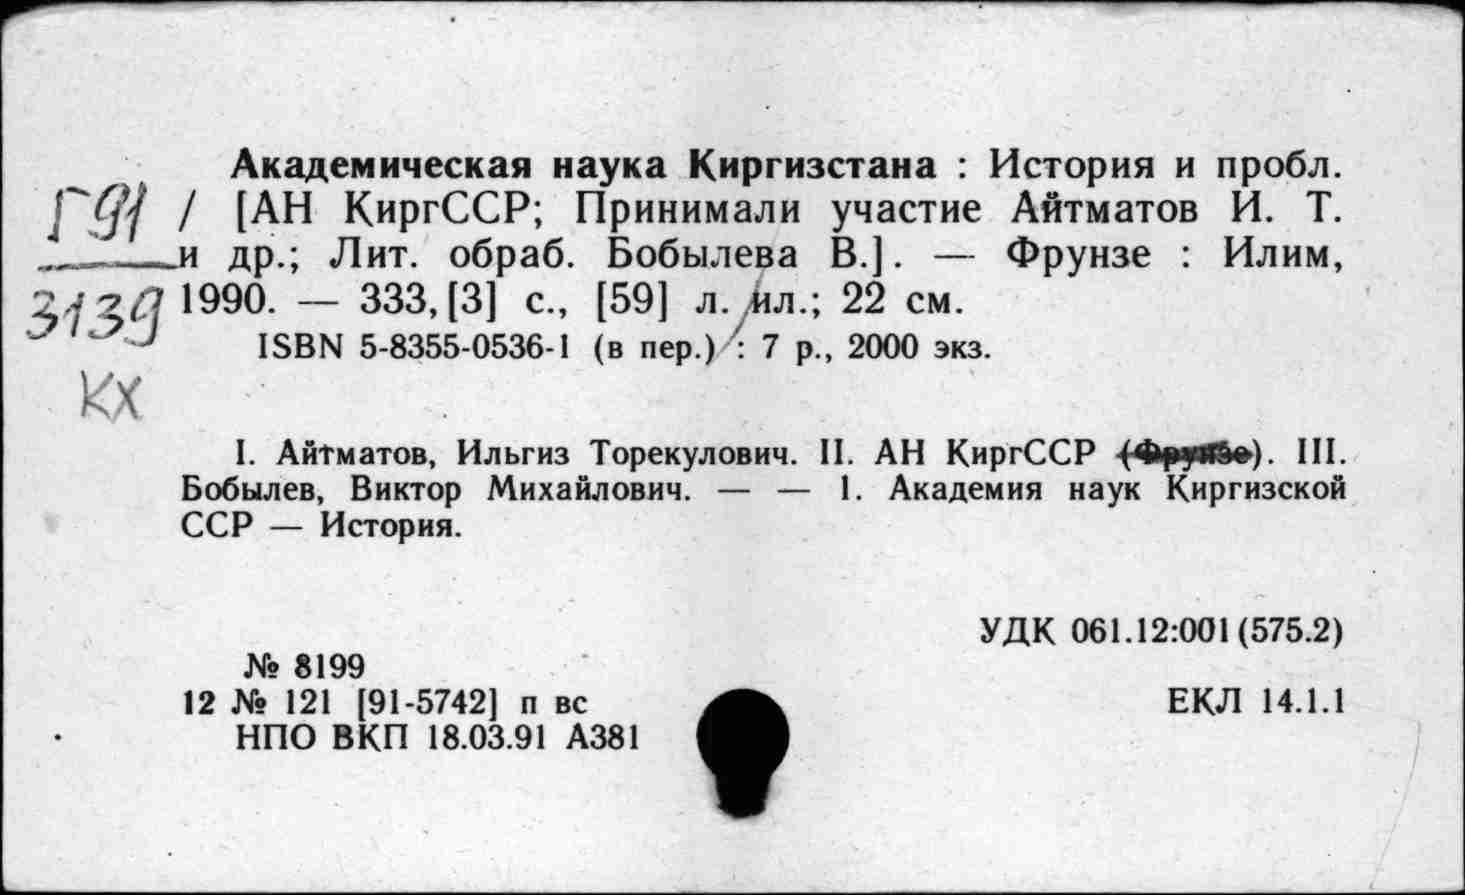 Академическая наука Киргизстана : История и пробл.
Г91 / [АН КиргССР; Принимали участие Айтматов И. Т.
и др.; Лит. обраб. Бобылева В.]. — Фрунзе : Илим,
3139 1990. — 333, [3] с., [59] л. ил.; 22 см.
ISBN 5-8355-0536-1 (в пер.) : 7 р., 2000 экз.
КХ
I. Айтматов, Ильгиз Торекулович. II. АН КиргССР (Фрунзе). III.
Бобылев, Виктор Михайлович. — — 1. Академия наук Киргизской
ССР — История.
УДК 061.12:001(575.2)
№ 8199
12 № 121 [91-5742] п вс ЕКЛ 14.1.1
НПО ВКП 18.03.91 А381